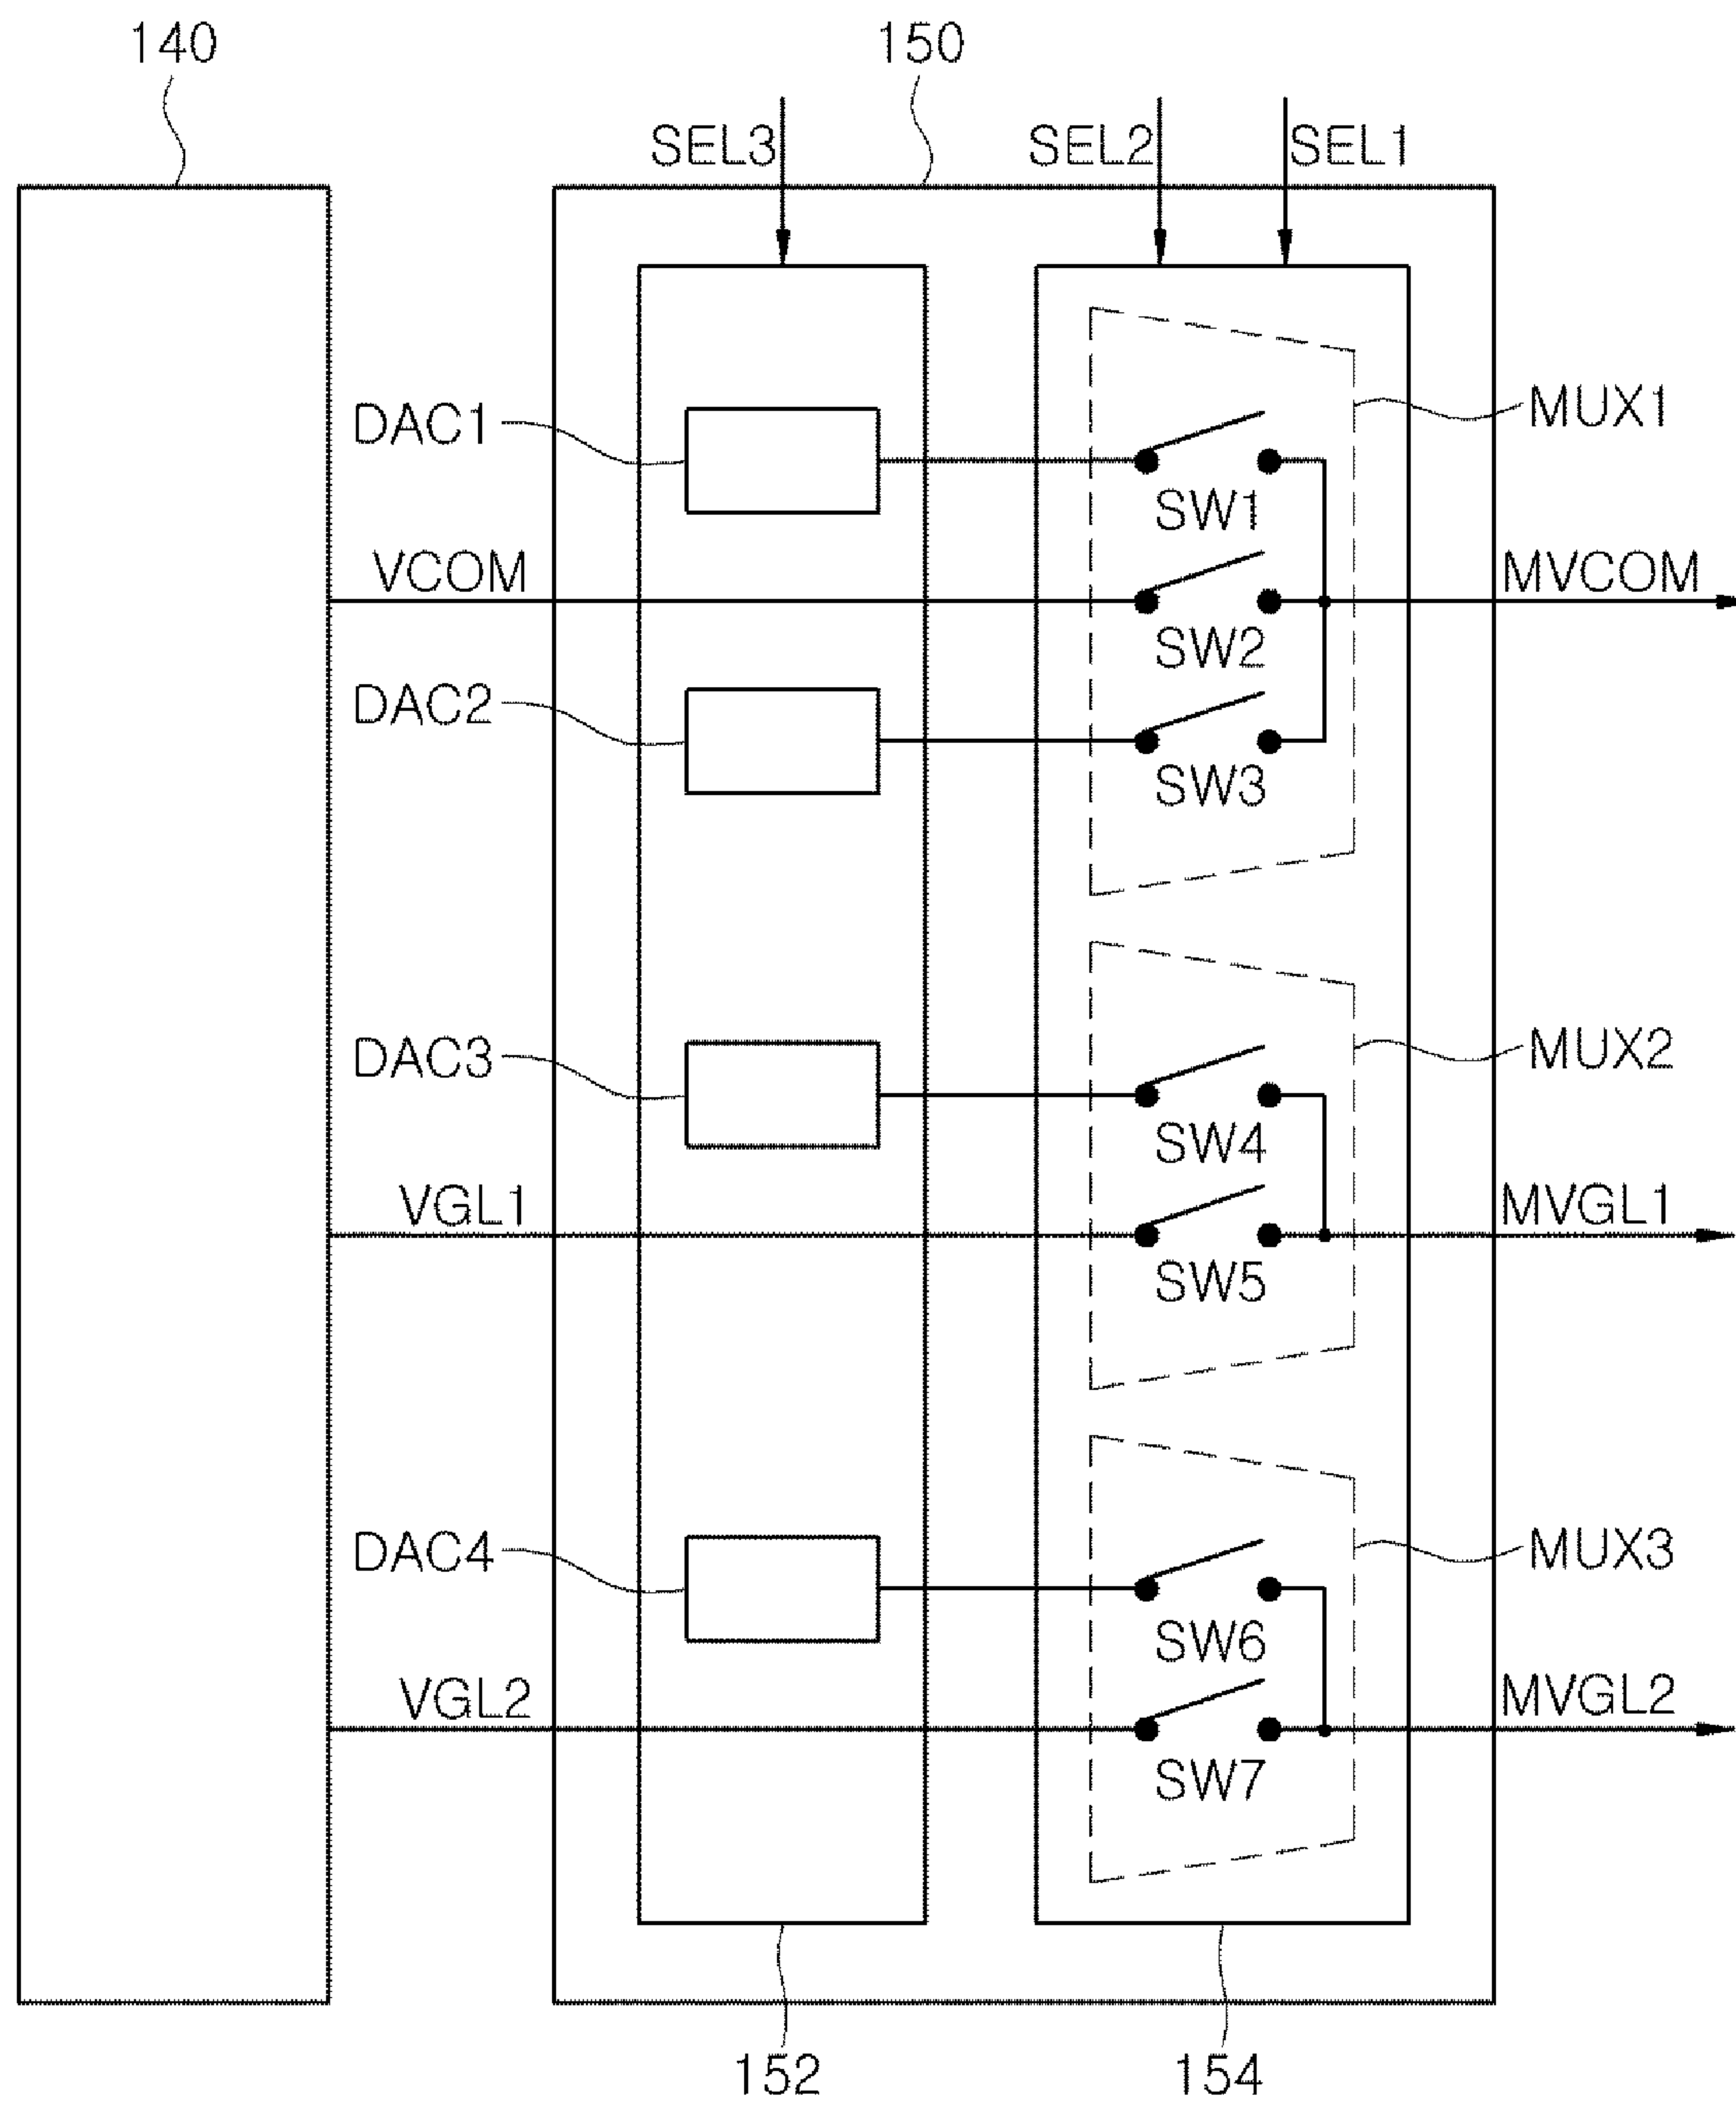 140
150
SEL3
SEL2
SEL1
DAC1
MUX1
SW1
VCOM
MVCOM
SW2
DAC2
SW3
DAC3
MUX2
SW4
VGL1
MVGL1
SW5
DAC4
MUX3
SW6
VGL2
MVGL2
SW7
152
154